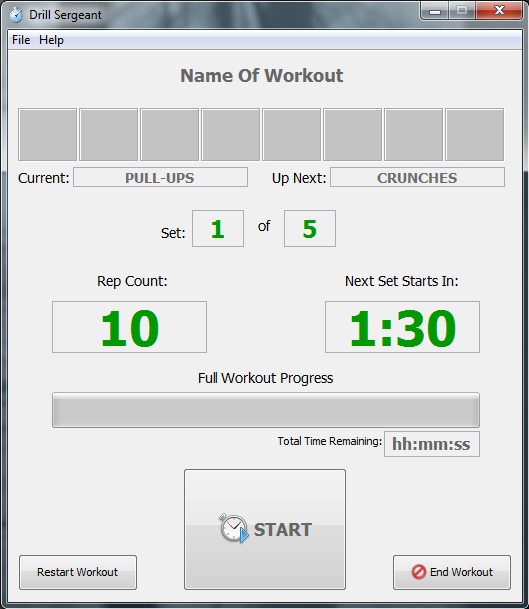 Drill Sergeant
File Help
Name Of Workout
Current: PULL-UPS Up Next: CRUNCHES
Set: 1 of 5
Rep Count: Next Set Starts In:
10 1:30
Full Workout Progress
Total Time Remaining: hh:mm:ss
START
Restart Workout End Workout